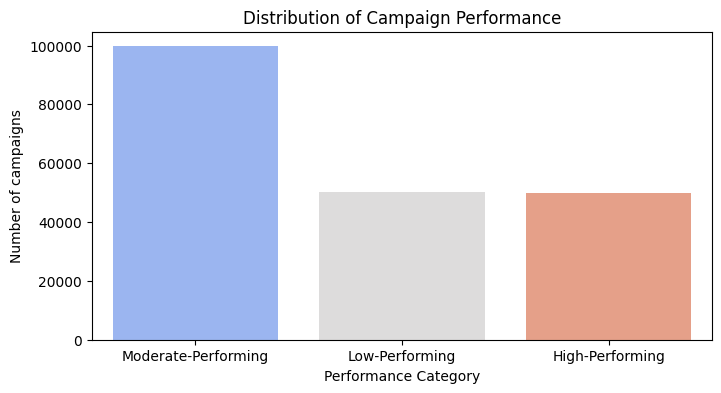 Distribution of Campaign Performance
Number of campaigns
100000
80000
60000
40000
20000
0
Moderate-Performing
Low-Performing
High-Performing
Performance Category